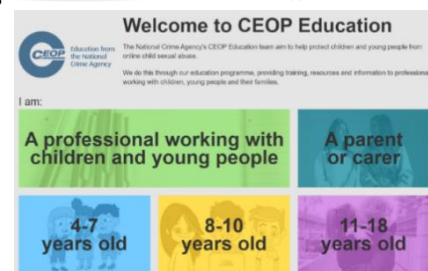 Welcome to CEOP Education
CEOP
Education from
the National
Crime Agency
The National Crime Agency's CEOP Education team aim to help protect children and young people from
online child sexual abuse.
We do this through our education programme, providing training, resources and information to professionals
working with children, young people and their families.
I am:
A professional working with
children and young people
A parent
or carer
4-7
years old
8-10
years old
11-18
years old